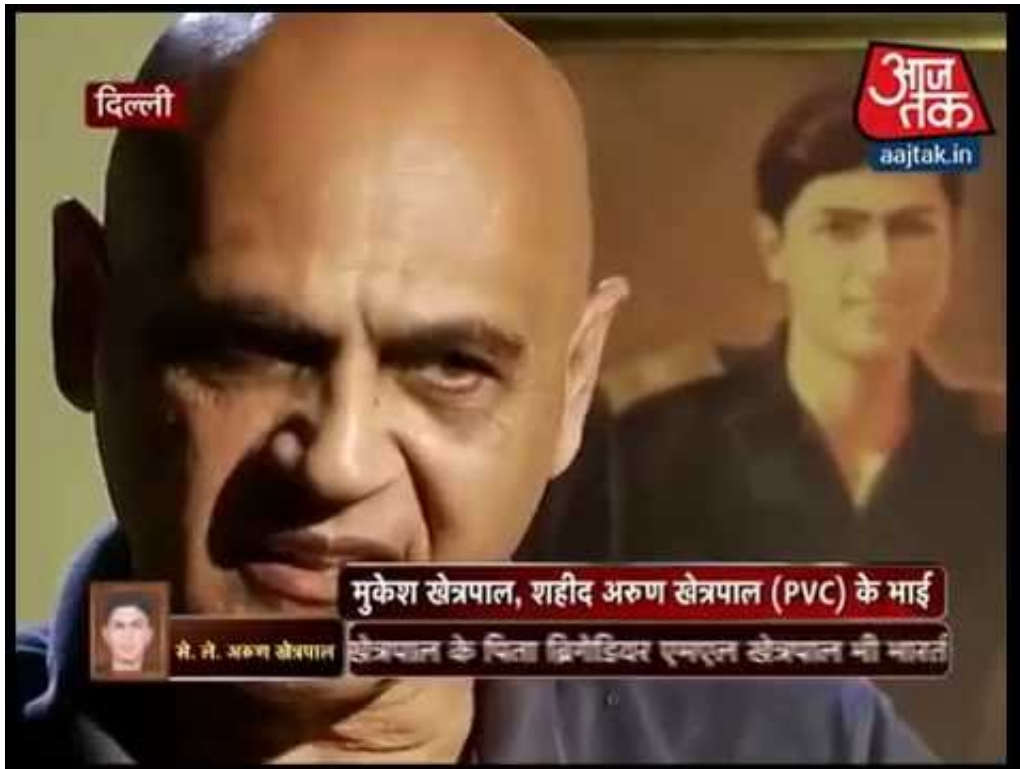 दिल्ली
आज
तक
aajtak.in
मुकेश खेत्रपाल, शहीद अरुण खेत्रपाल (PVC) के भाई
से. ले. अरुण खेत्रपाल
खेत्रपाल के पिता ब्रिगेडियर एमएल खेत्रपाल भी भारती